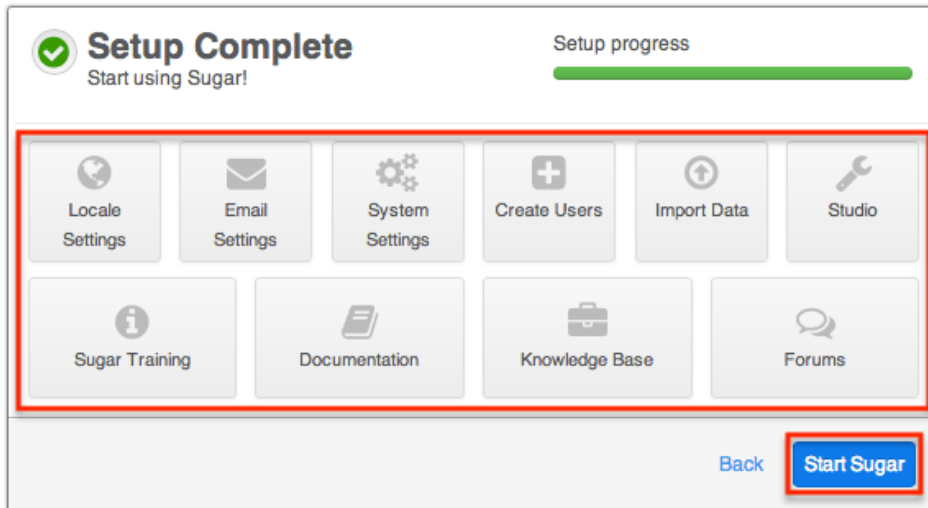 Setup Complete
Start using Sugar!
Setup progress
Locale
Settings
Email
Settings
System
Settings
Create Users
Import Data
Studio
Sugar Training
Documentation
Knowledge Base
Forums
Back
Start Sugar